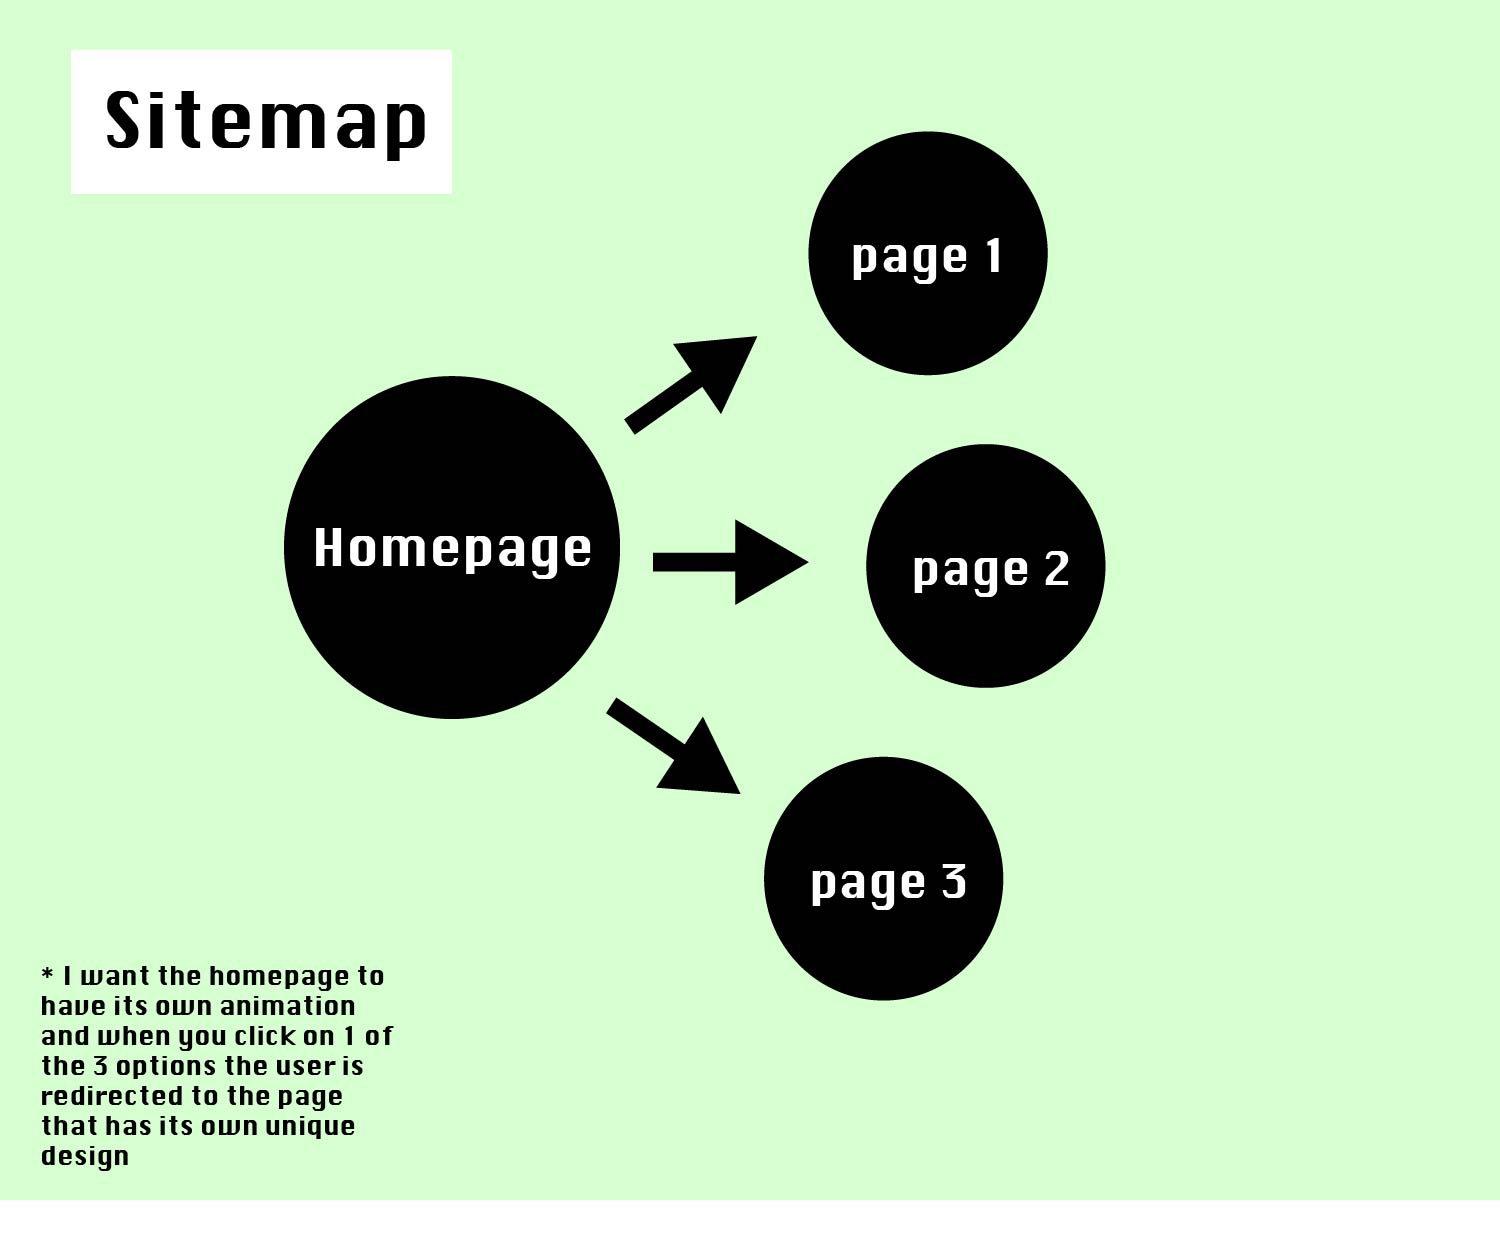 Sitemap
page 1
Homepage
page 2
page 3
* I want the homepage to
have its own animation
and when you click on 1 of
the 3 options the user is
redirected to the page
that has its own unique
design